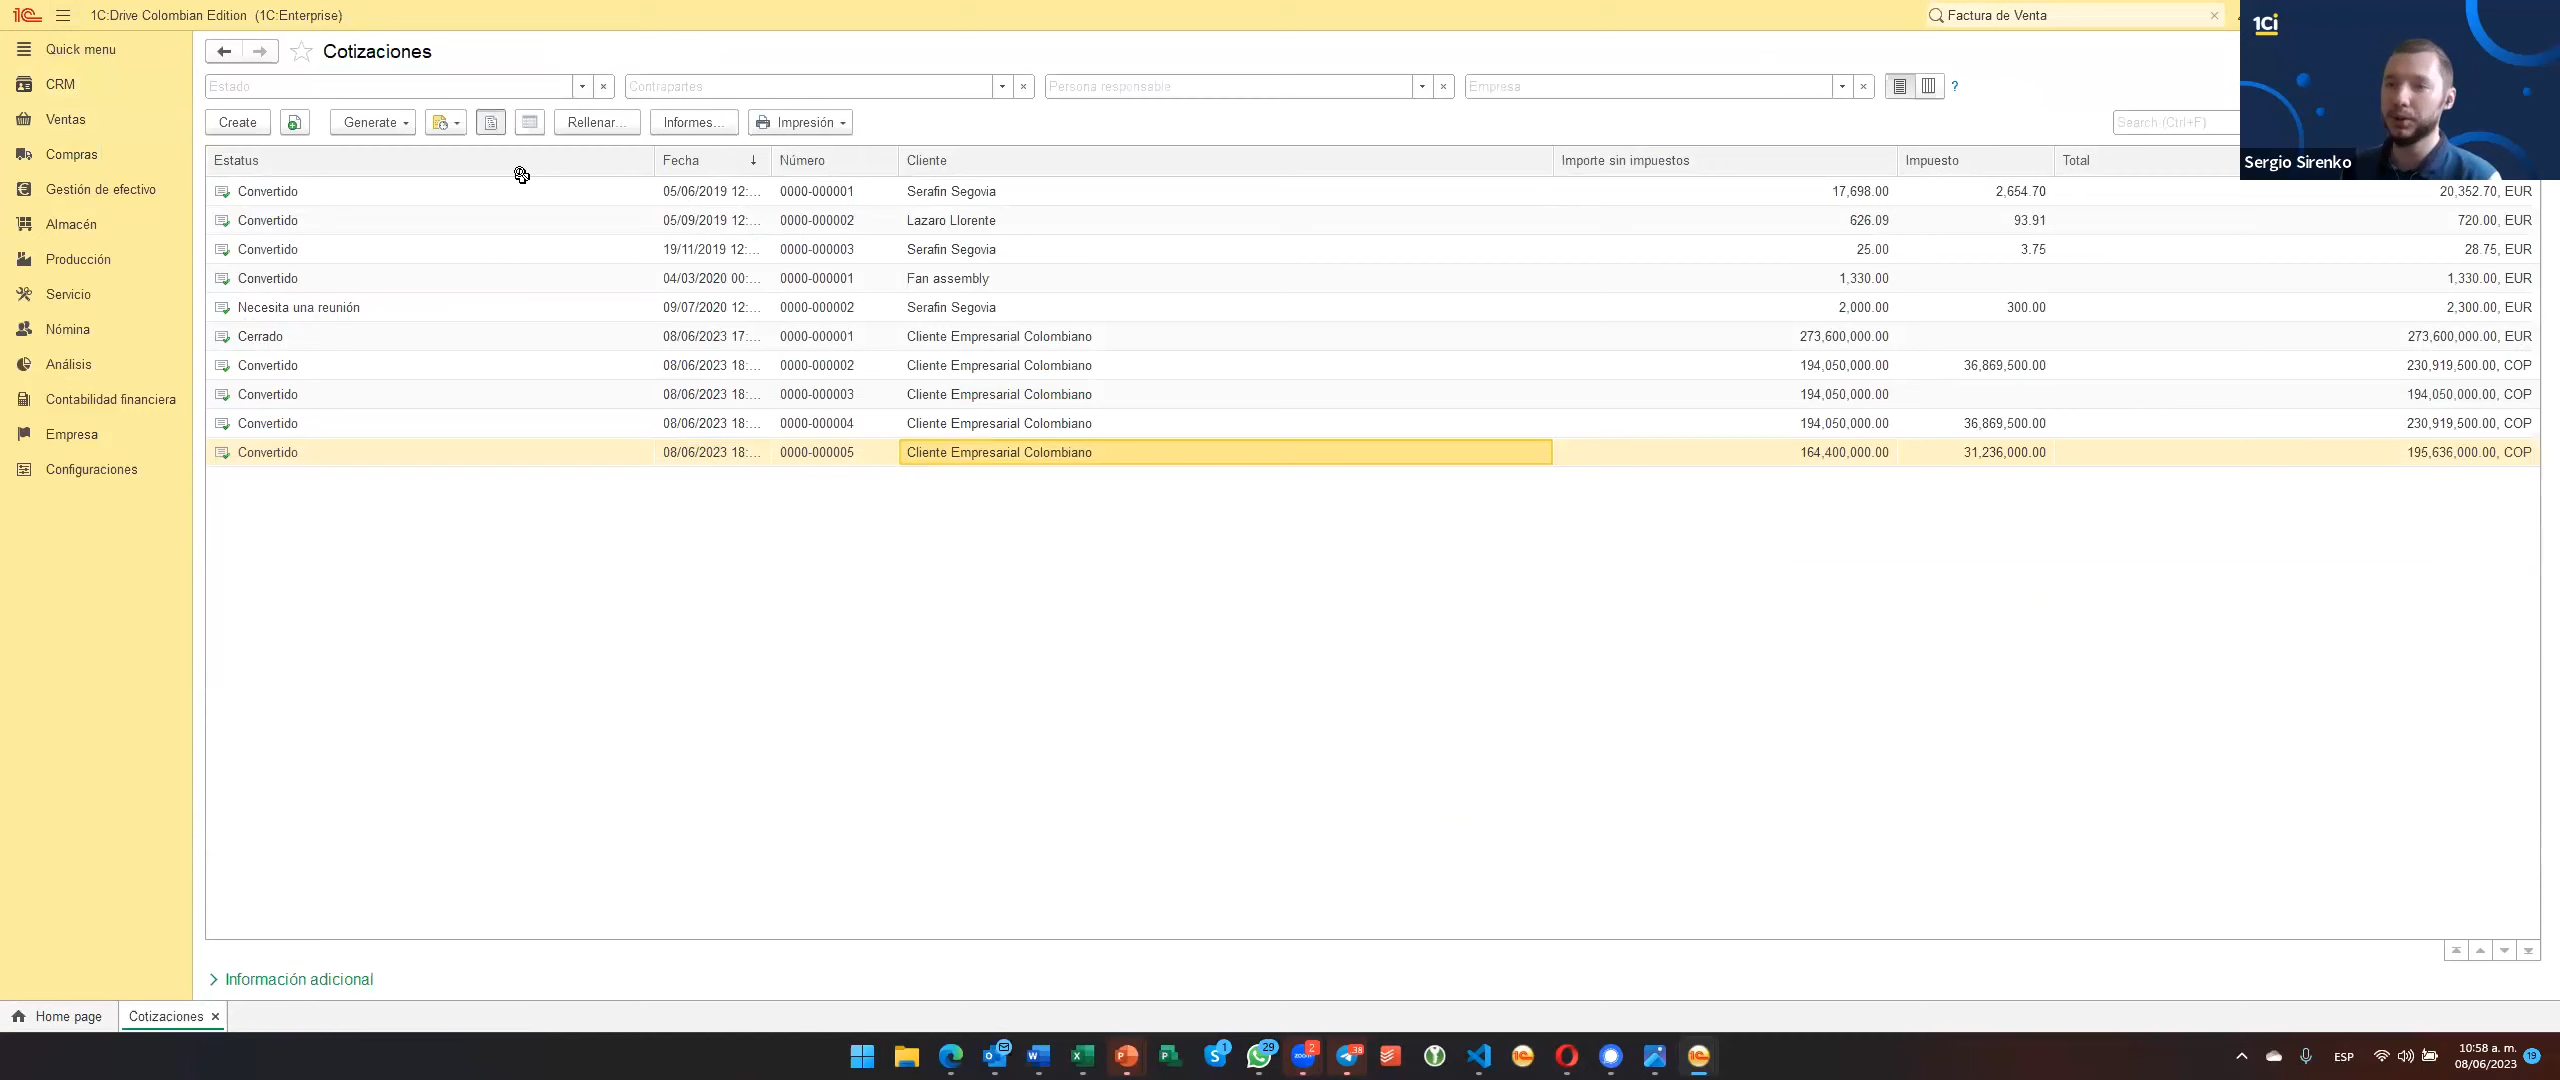 1C:Drive Colombian Edition (1C:Enterprise)
Factura de Venta
1Ci
Quick menu
CRM
Ventas
Compras
Gestión de efectivo
Almacén
Producción
Servicio
Nómina
Análisis
Contabilidad financiera
Empresa
Configuraciones
Cotizaciones
Estado
Contrapartes
Persona responsable
Empresa
?
Create
Generate
Rellenar...
Informes...
Impresión
Search (Ctrl+F)
Sergio Sirenko
Estatus Fecha Número Cliente Importe sin impuestos Impuesto Total
Convertido 05/06/2019 12:... 0000-000001 Serafin Segovia 17,698.00 2,654.70 20,352.70, EUR
Convertido 05/09/2019 12:... 0000-000002 Lazaro Llorente 626.09 93.91 720.00, EUR
Convertido 19/11/2019 12:... 0000-000003 Serafin Segovia 25.00 3.75 28.75, EUR
Convertido 04/03/2020 00:... 0000-000001 Fan assembly 1,330.00 1,330.00, EUR
Necesita una reunión 09/07/2020 12:... 0000-000002 Serafin Segovia 2,000.00 300.00 2,300.00, EUR
Cerrado 08/06/2023 17:... 0000-000001 Cliente Empresarial Colombiano 273,600,000.00 273,600,000.00, EUR
Convertido 08/06/2023 18:... 0000-000002 Cliente Empresarial Colombiano 194,050,000.00 36,869,500.00 230,919,500.00, COP
Convertido 08/06/2023 18:... 0000-000003 Cliente Empresarial Colombiano 194,050,000.00 194,050,000.00, COP
Convertido 08/06/2023 18:... 0000-000004 Cliente Empresarial Colombiano 194,050,000.00 36,869,500.00 230,919,500.00, COP
Convertido 08/06/2023 18:... 0000-000005 Cliente Empresarial Colombiano 164,400,000.00 31,236,000.00 195,636,000.00, COP
Información adicional
Home page
Cotizaciones
1
29
2
38
ESP
10:58 a. m.
08/06/2023
19